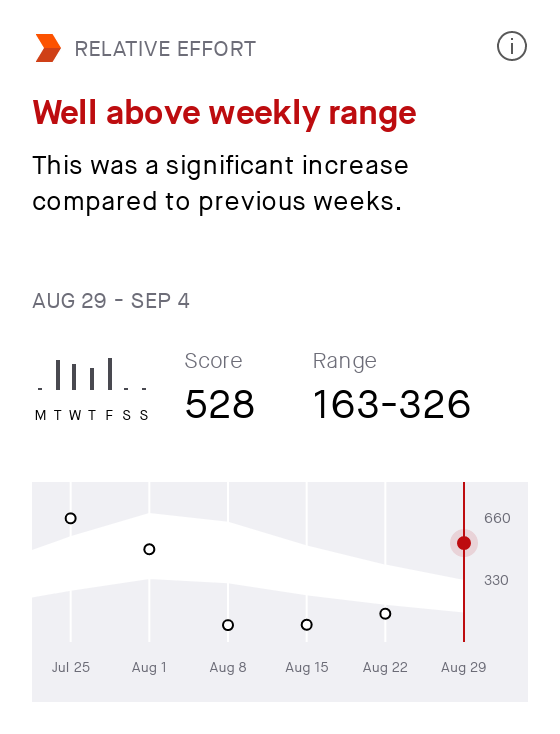 RELATIVE EFFORT
Well above weekly range
This was a significant increase
compared to previous weeks.
AUG 29 - SEP 4
Score Range
M T W T F S S 528 163-326
660
330
Jul 25 Aug 1 Aug 8 Aug 15 Aug 22 Aug 29